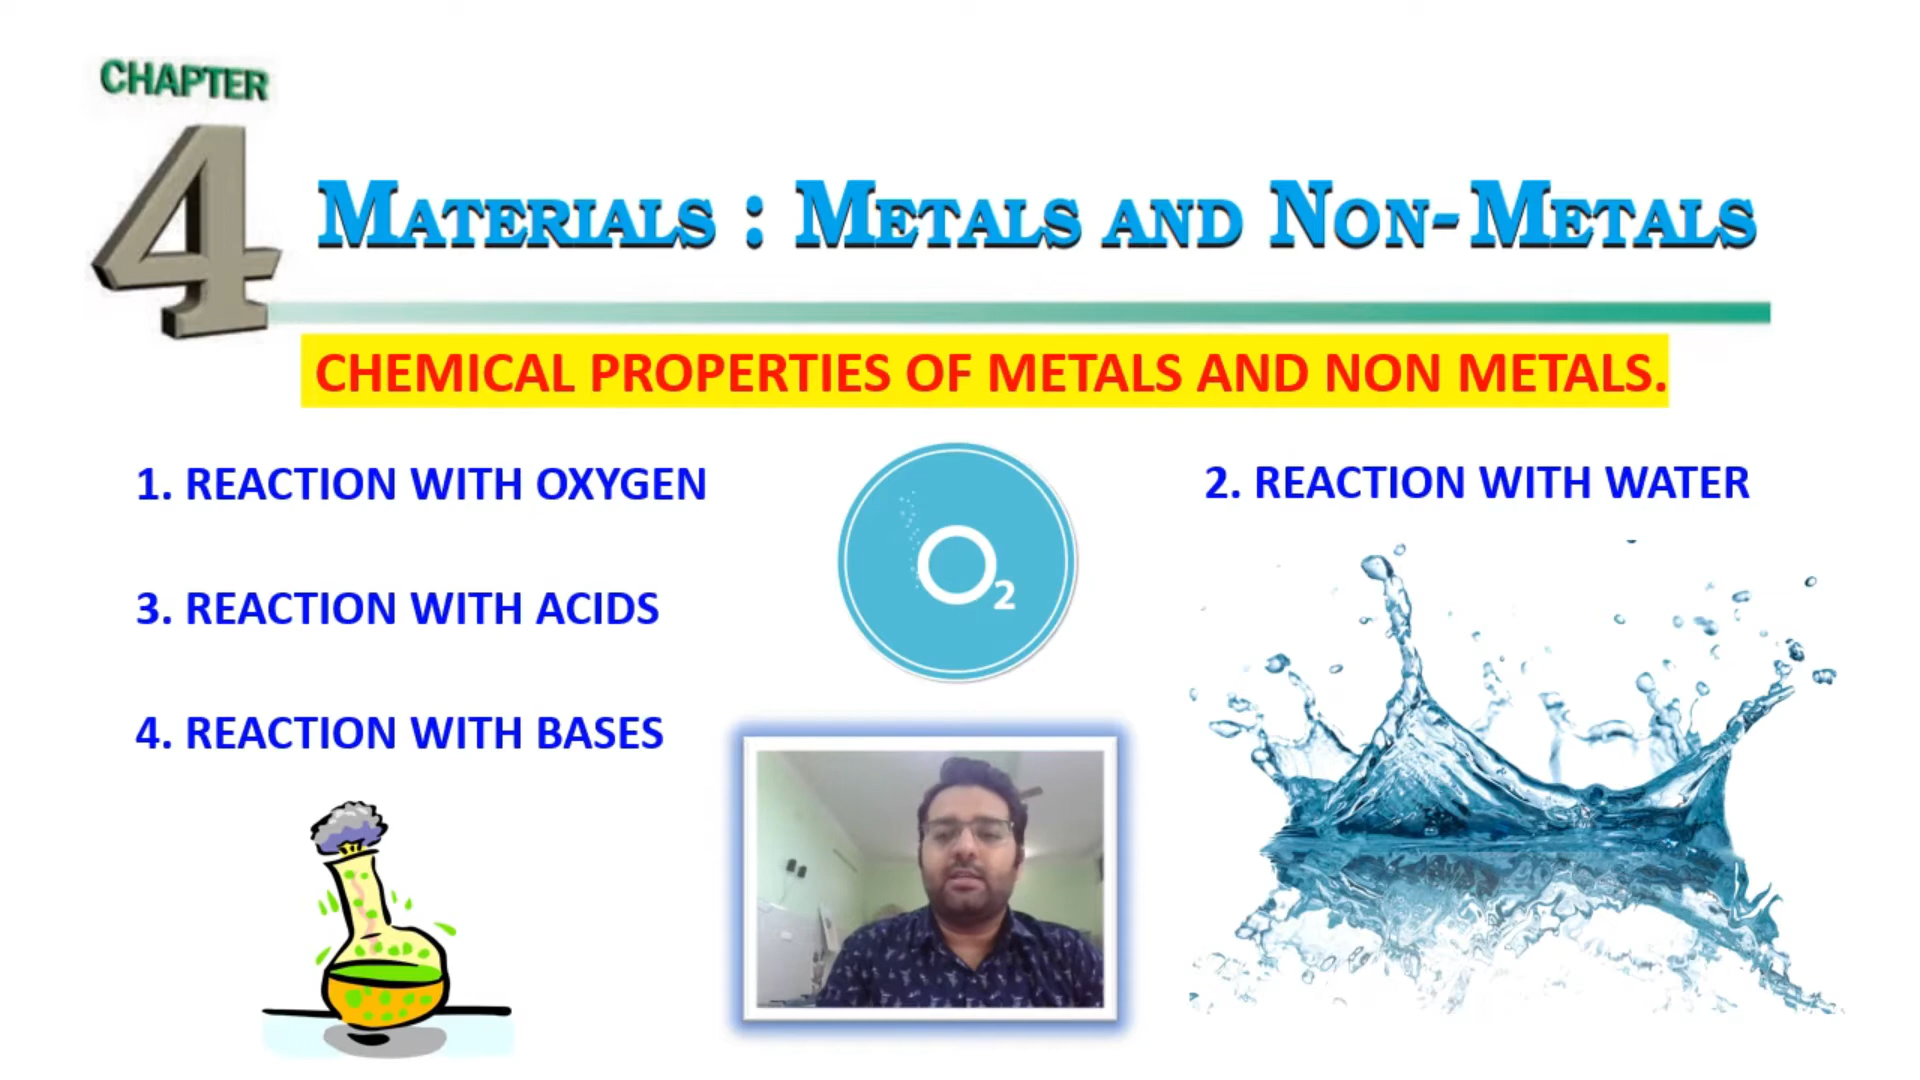 CHAPTER
4
MATERIALS : METALS AND NON-METALS
CHEMICAL PROPERTIES OF METALS AND NON METALS.
1. REACTION WITH OXYGEN
2. REACTION WITH WATER
3. REACTION WITH ACIDS
4. REACTION WITH BASES
O2